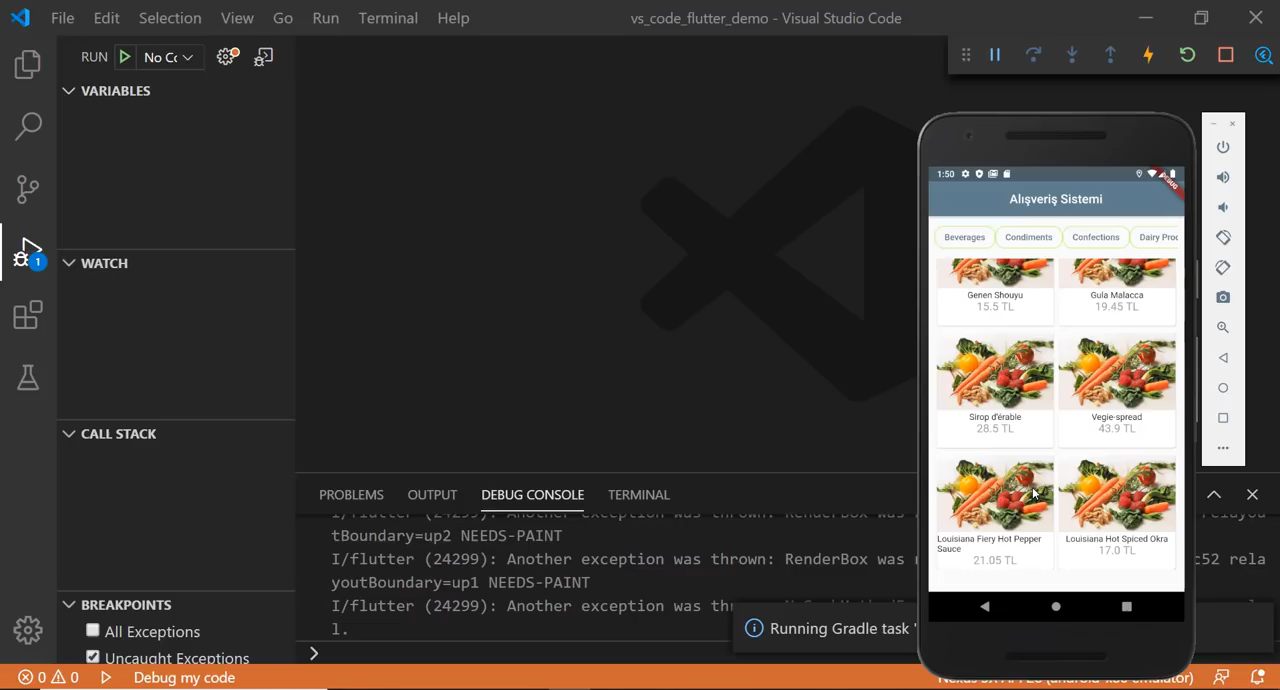 File Edit Selection View Go Run Terminal Help
vs_code_flutter_demo - Visual Studio Code
RUN
VARIABLES
WATCH
CALL STACK
BREAKPOINTS
All Exceptions
Uncaught Exceptions
1
PROBLEMS OUTPUT DEBUG CONSOLE TERMINAL
tBoundary=up2 NEEDS-PAINT
I/flutter (24299): Another exception was thrown: RenderBox was c52 rela
youtBoundary=up1 NEEDS-PAINT
I/flutter (24299): Another exception was
l.
Running Gradle task '
0 0 Debug my code
1:50
DEBUG
Alışveriş Sistemi
Beverages Condiments Confections Dairy
Genen Shouyu
15.5 TL
Gula Malacca
19.45 TL
Sirop d'érable
28.5 TL
Vegie-spread
43.9 TL
Louisiana Fiery Hot Pepper
Sauce
21.05 TL
Louisiana Hot Spiced Okra
17.0 TL